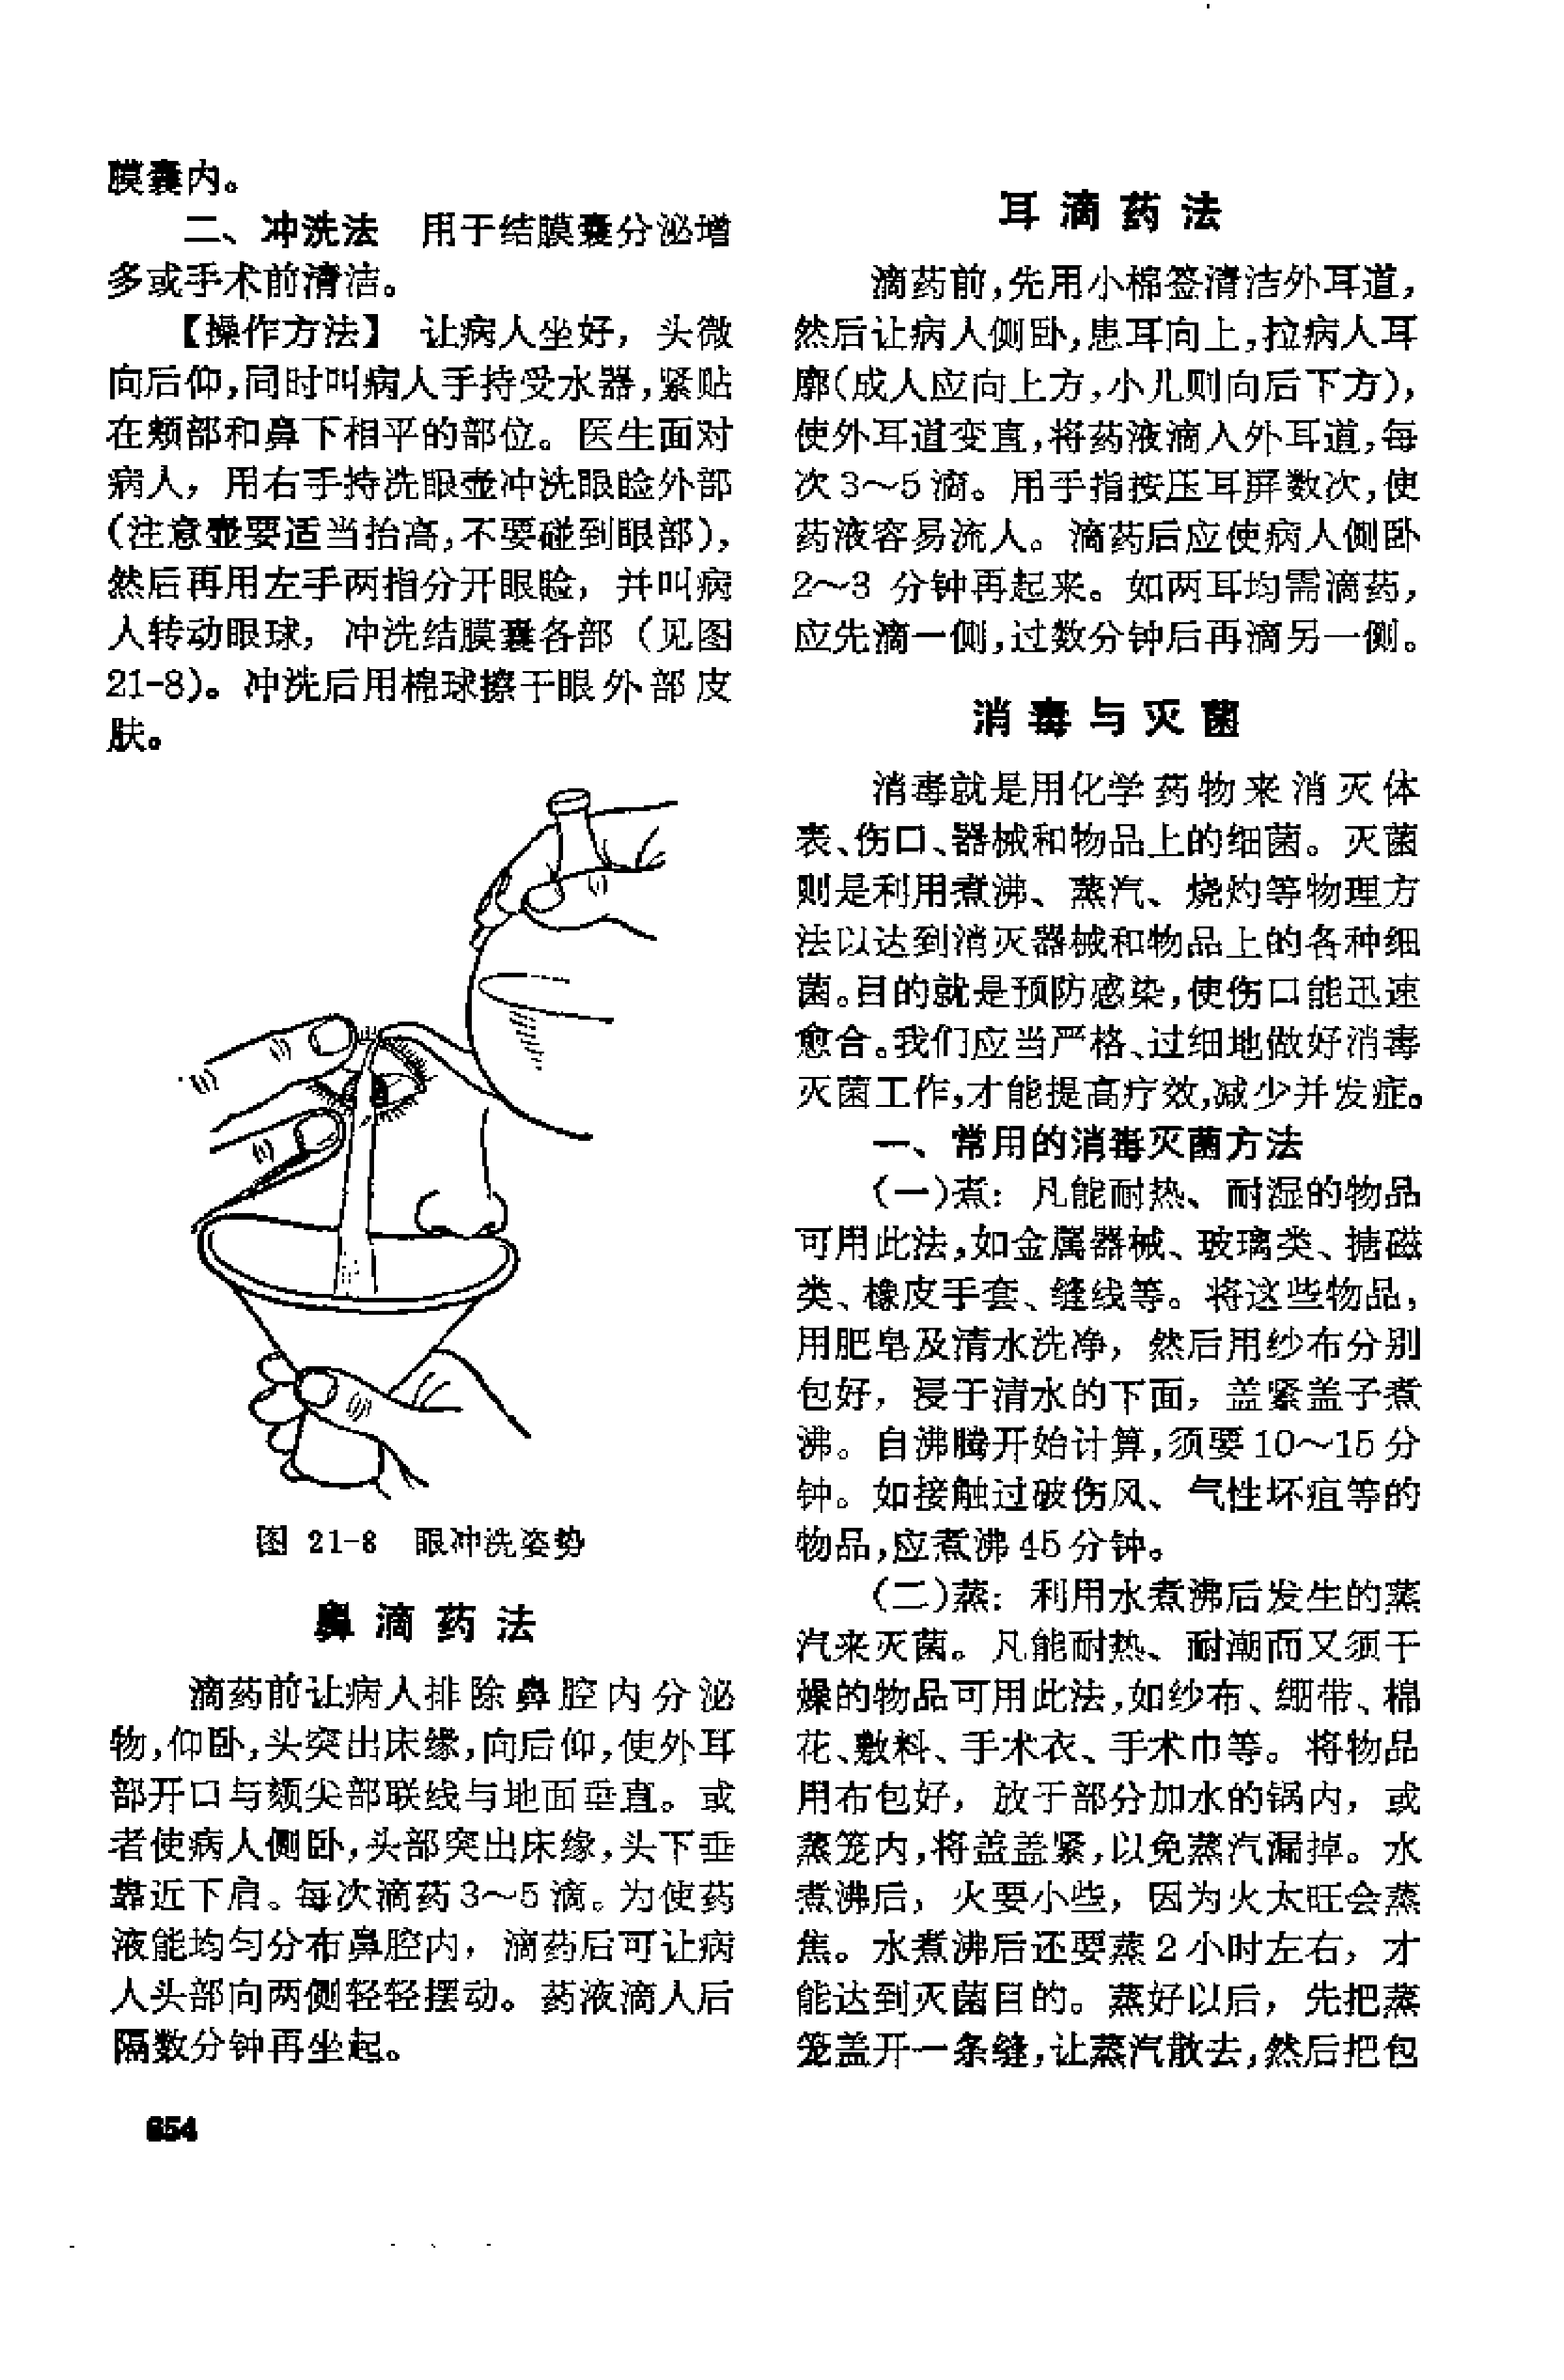 膜囊内。
二、冲洗法　用于结膜囊分泌增
多或手术前清洁。
【操作方法】　让病人坐好，头微
向后仰，同时叫病人手持受水器，紧贴
在颊部和鼻下相平的部位。医生面对
病人，用右手持洗眼壶冲洗眼睑外部
（注意壶要适当抬高，不要碰到眼部），
然后再用左手两指分开眼睑，并叫病
人转动眼球，冲洗结膜囊各部（见图
21-8）。冲洗后用棉球擦干眼外部皮
肤。
图 21-8　眼冲洗姿势
鼻滴药法
滴药前让病人排除鼻腔内分泌
物，仰卧，头突出床缘，向后仰，使外耳
部开口与颏尖部联线与地面垂直。或
者使病人侧卧，头部突出床缘，头下垂
靠近下肩。每次滴药3～5滴。为使药
液能均匀分布鼻腔内，滴药后可让病
人头部向两侧轻轻摆动。药液滴入后
隔数分钟再坐起。
654
耳滴药法
滴药前，先用小棉签清洁外耳道，
然后让病人侧卧，患耳向上，拉病人耳
廓（成人应向上方，小儿则向后下方），
使外耳道变直，将药液滴入外耳道，每
次3～5滴。用手指按压耳屏数次，使
药液容易流入。滴药后应使病人侧卧
2～3 分钟再起来。如两耳均需滴药，
应先滴一侧，过数分钟后再滴另一侧。
消毒与灭菌
消毒就是用化学药物来消灭体
表、伤口、器械和物品上的细菌。灭菌
则是利用煮沸、蒸汽、烧灼等物理方
法以达到消灭器械和物品上的各种细
菌。目的就是预防感染，使伤口能迅速
愈合。我们应当严格、过细地做好消毒
灭菌工作，才能提高疗效，减少并发症。
一、常用的消毒灭菌方法
（一）煮：凡能耐热、耐湿的物品
可用此法，如金属器械、玻璃类、搪磁
类、橡皮手套、缝线等。将这些物品，
用肥皂及清水洗净，然后用纱布分别
包好，浸于清水的下面，盖紧盖子煮
沸。自沸腾开始计算，须要10～15分
钟。如接触过破伤风、气性坏疽等的
物品，应煮沸45分钟。
（二）蒸：利用水煮沸后发生的蒸
汽来灭菌。凡能耐热、耐潮而又须干
燥的物品可用此法，如纱布、绷带、棉
花、敷料、手术衣、手术巾等。将物品
用布包好，放于部分加水的锅内，或
蒸笼内，将盖盖紧，以免蒸汽漏掉。水
煮沸后，火要小些，因为火太旺会蒸
焦。水煮沸后还要蒸2小时左右，才
能达到灭菌目的。蒸好以后，先把蒸
笼盖开一条缝，让蒸汽散去，然后把包